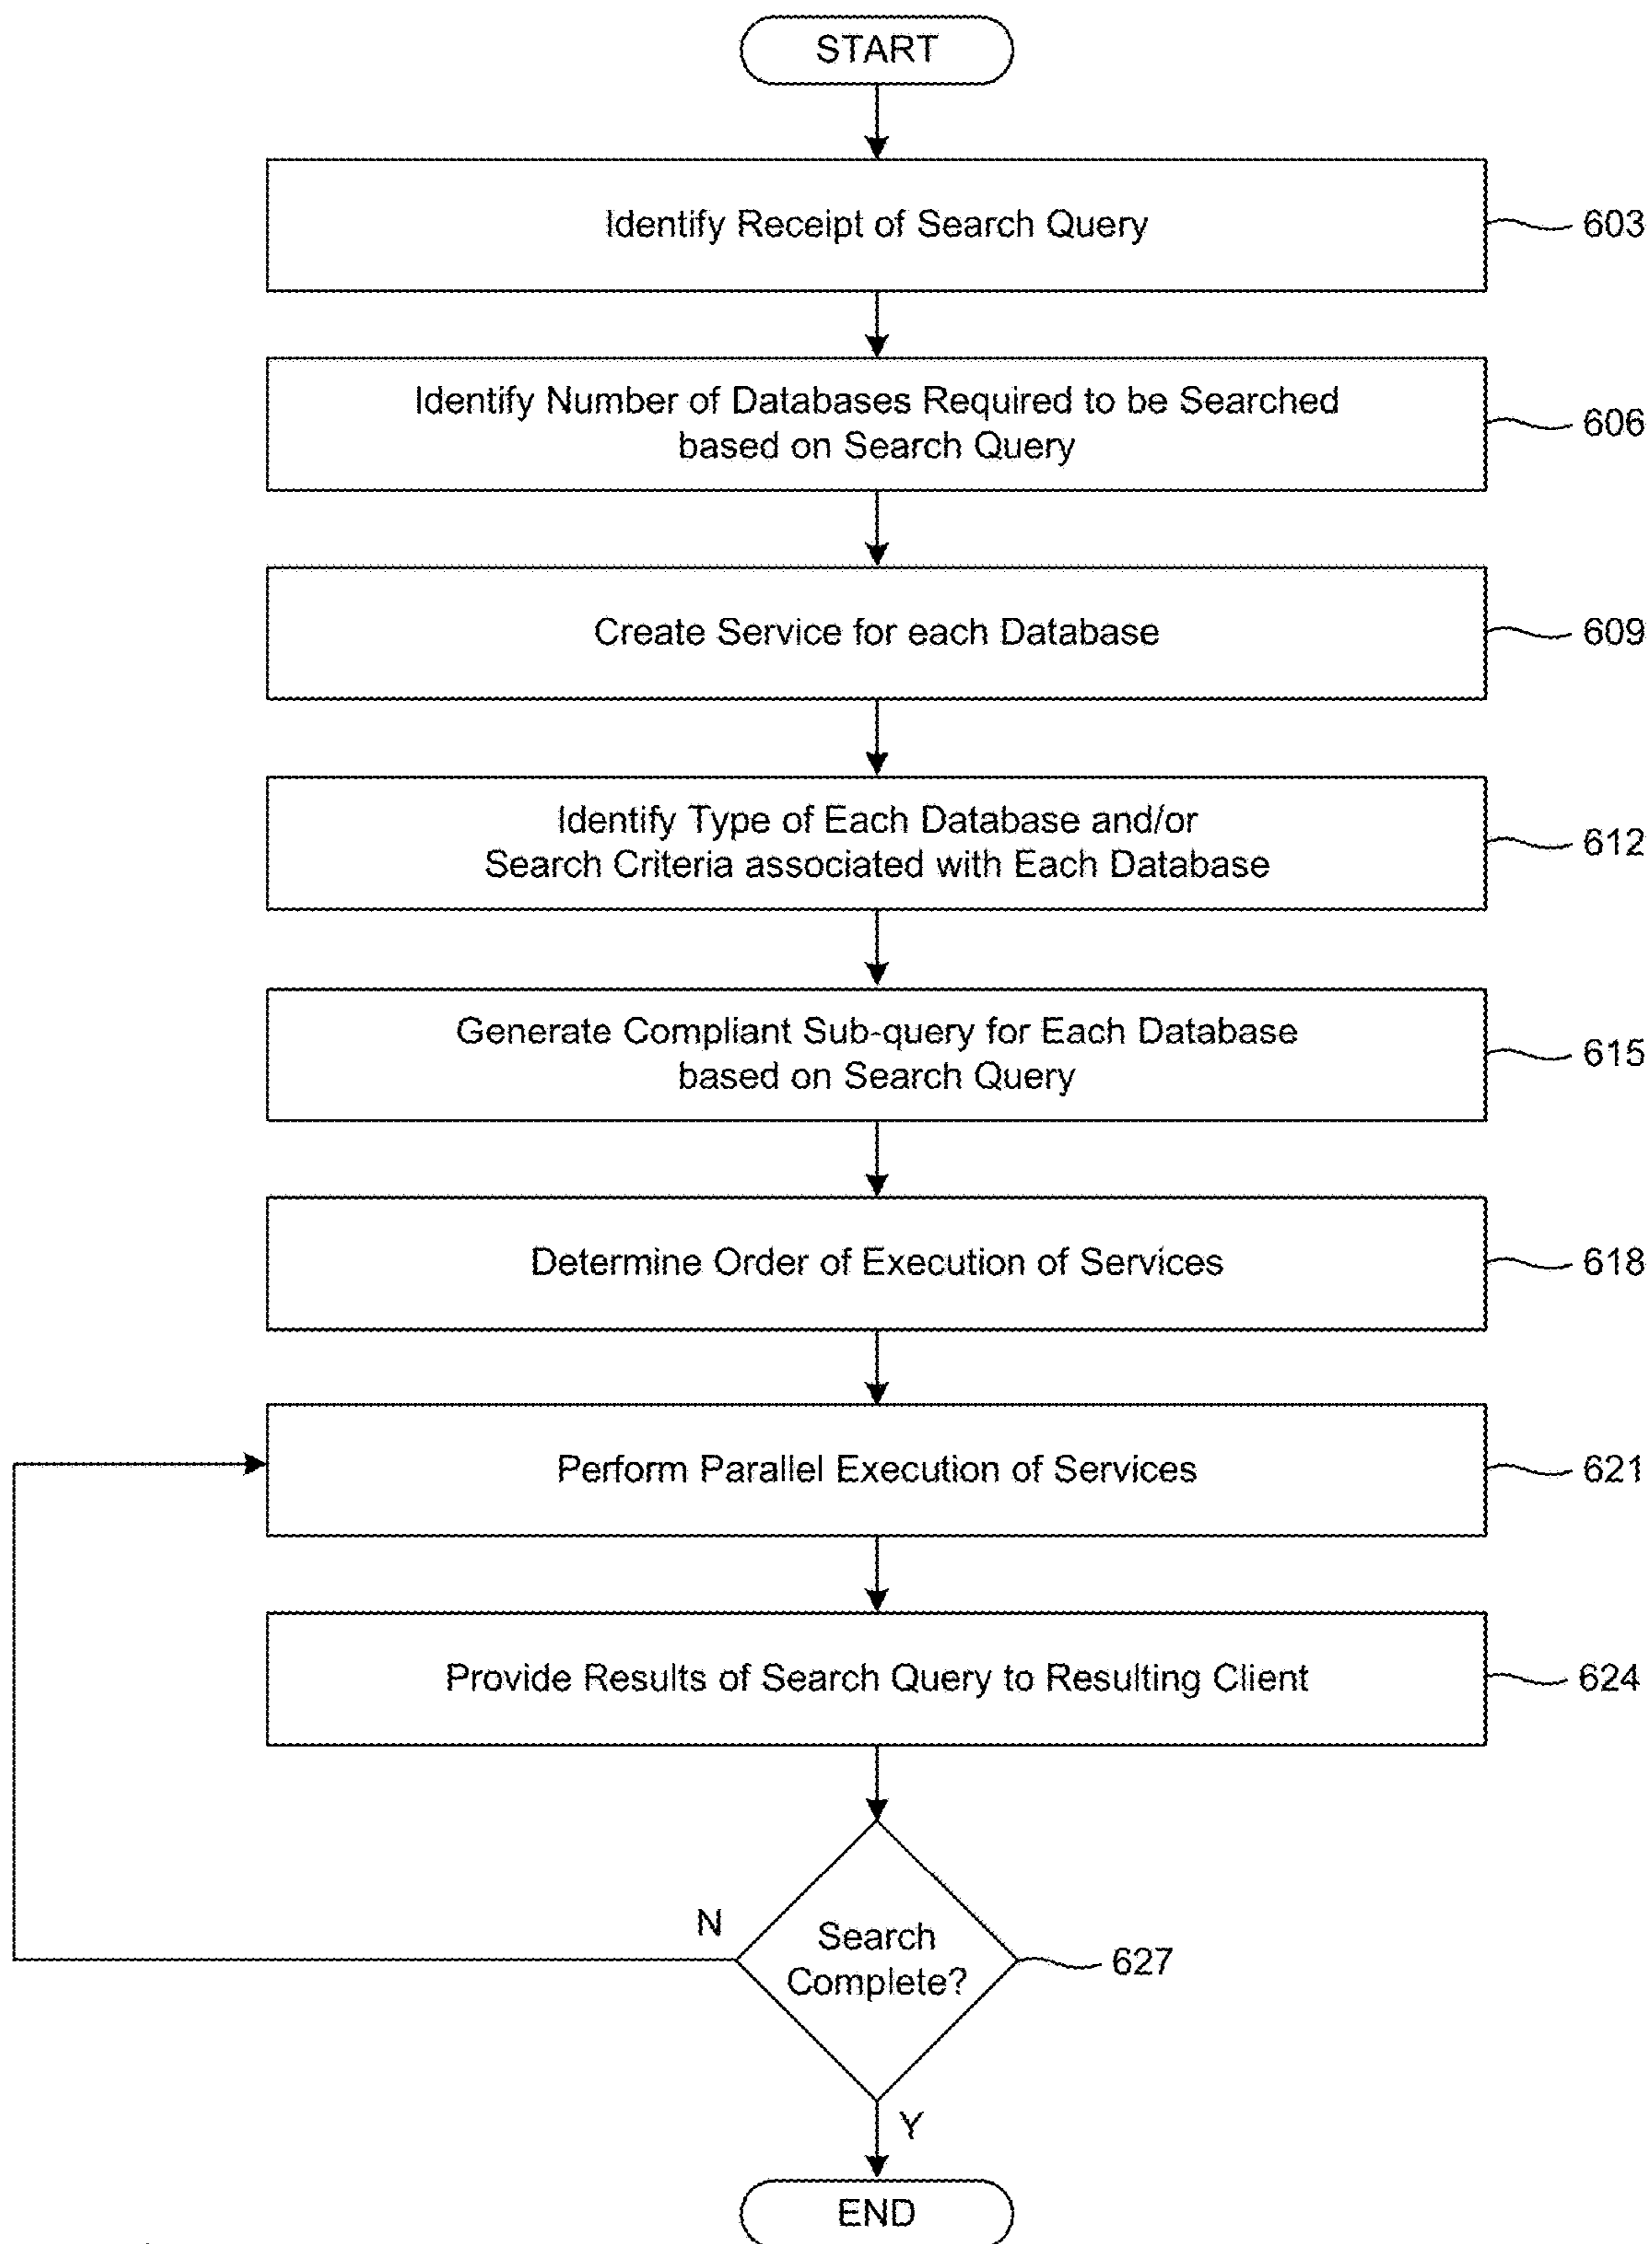 START
Identify Receipt of Search Query
603
Identify Number of Databases Required to be Searched
based on Search Query
606
Create Service for each Database
609
Identify Type of Each Database and/or
Search Criteria associated with Each Database
612
Generate Compliant Sub-query for Each Database
based on Search Query
615
Determine Order of Execution of Services
618
Perform Parallel Execution of Services
621
Provide Results of Search Query to Resulting Client
624
N
Search
Complete?
627
Y
END